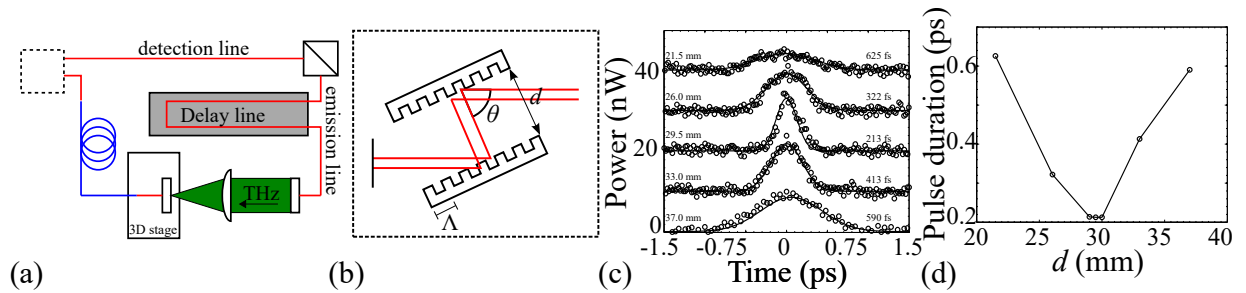 detection line
Delay line
emission line
THz
3D stage
(a)
d
θ
Λ
(b)
Power (nW)
40
20
0
21.5 mm
625 fs
26.0 mm
322 fs
29.5 mm
213 fs
33.0 mm
413 fs
37.0 mm
590 fs
-1.5
-0.75
0
0.75
1.5
Time (ps)
(c)
Pulse duration (ps)
0.6
0.4
0.2
20
30
40
d (mm)
(d)